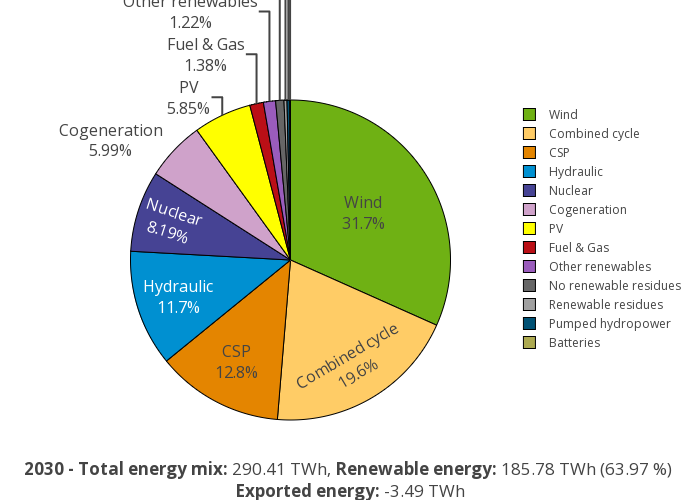 Other renewables
1.22%
Fuel & Gas
1.38%
PV
5.85%
Cogeneration
5.99%
Nuclear
8.19%
Hydraulic
11.7%
CSP
12.8%
Combined cycle
19.6%
Wind
31.7%
Wind
Combined cycle
CSP
Hydraulic
Nuclear
Cogeneration
PV
Fuel & Gas
Other renewables
No renewable residues
Renewable residues
Pumped hydropower
Batteries
2030 - Total energy mix: 290.41 TWh, Renewable energy: 185.78 TWh (63.97 %)
Exported energy: -3.49 TWh